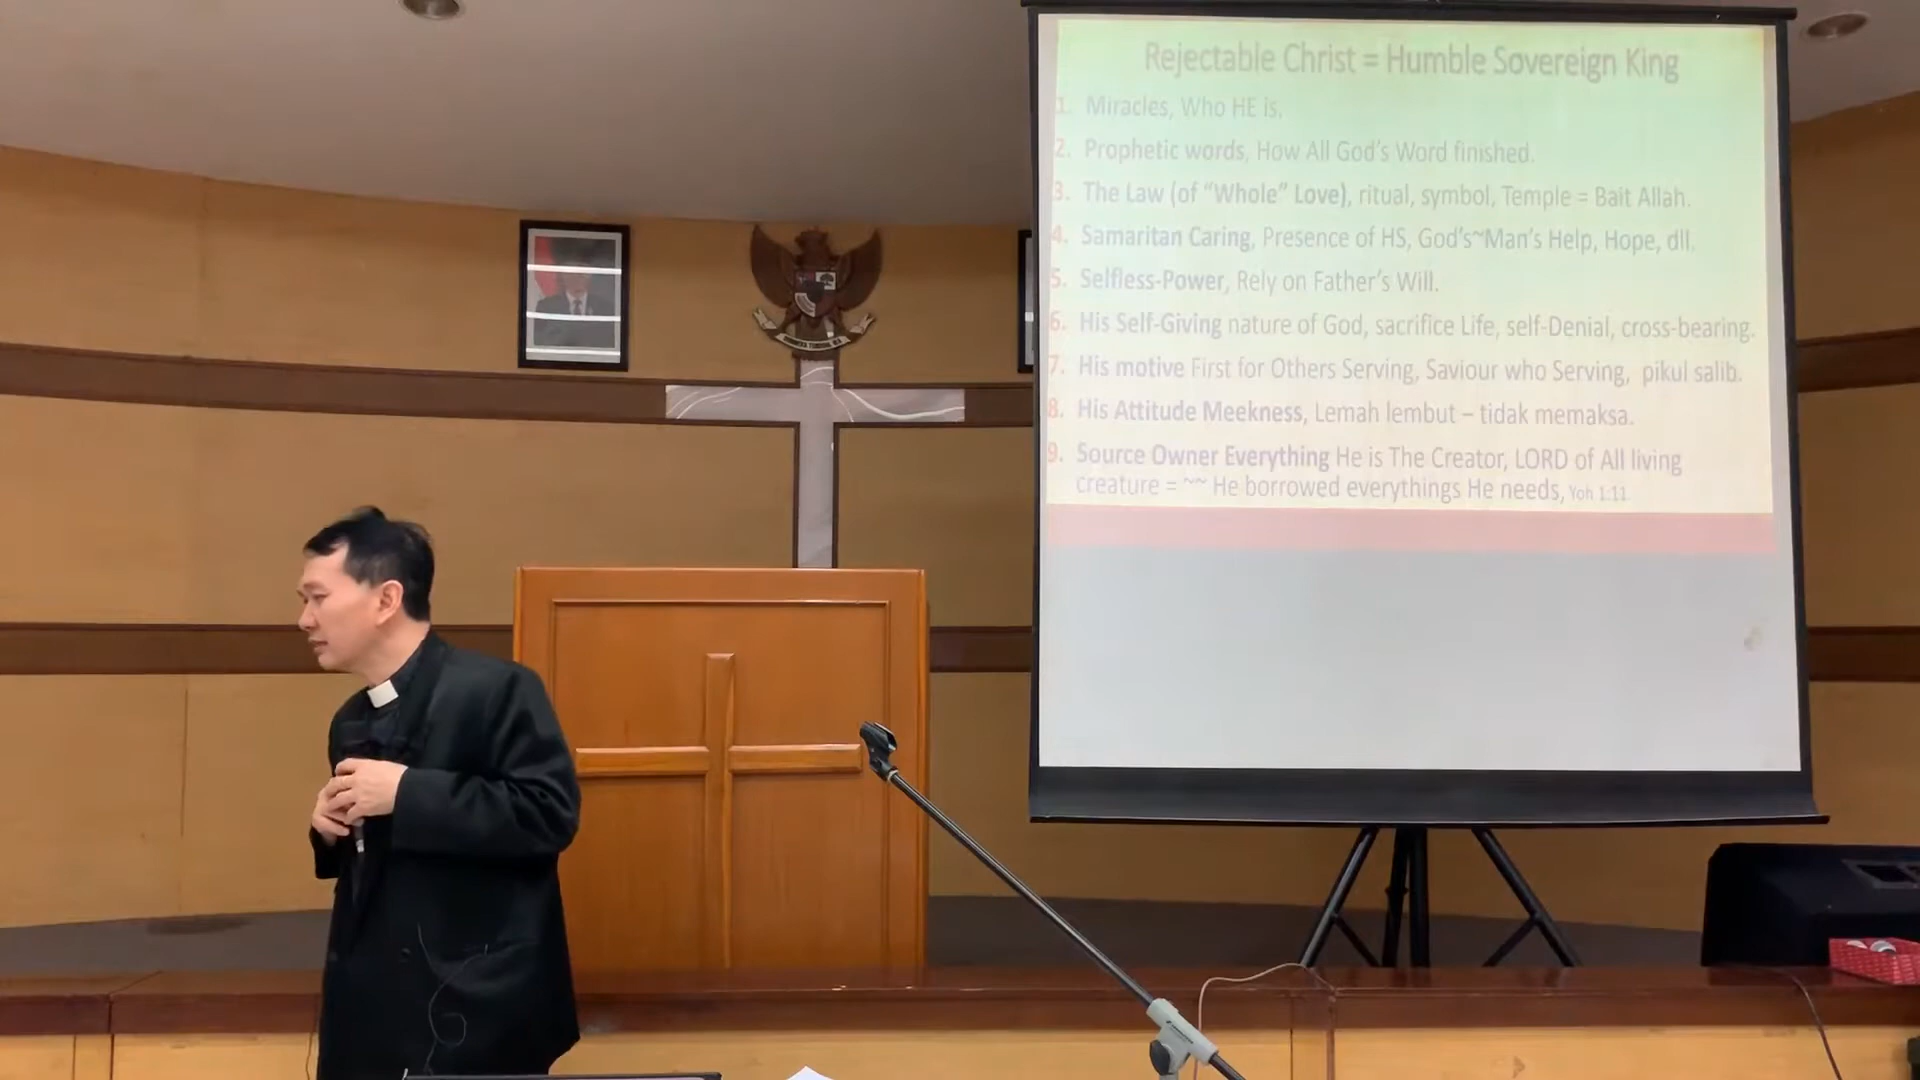 Rejectable Christ = Humble Sovereign King
1. Miracles, Who HE is.
2. Prophetic words, How All God's Word finished.
3. The Law (of "Whole" Love), ritual, symbol, Temple = Bait Allah.
4. Samaritan Caring, Presence of HS, God's~Man's Help, Hope, dll.
5. Selfless-Power, Rely on Father's Will.
6. His Self-Giving nature of God, sacrifice Life, self-Denial, cross-bearing.
7. His motive First for Others Serving, Saviour who Serving, pikul salib.
8. His Attitude Meekness, Lemah lembut – tidak memaksa.
9. Source Owner Everything He is The Creator, LORD of All living
creature = ~~ He borrowed everythings He needs, Yoh 1:11.